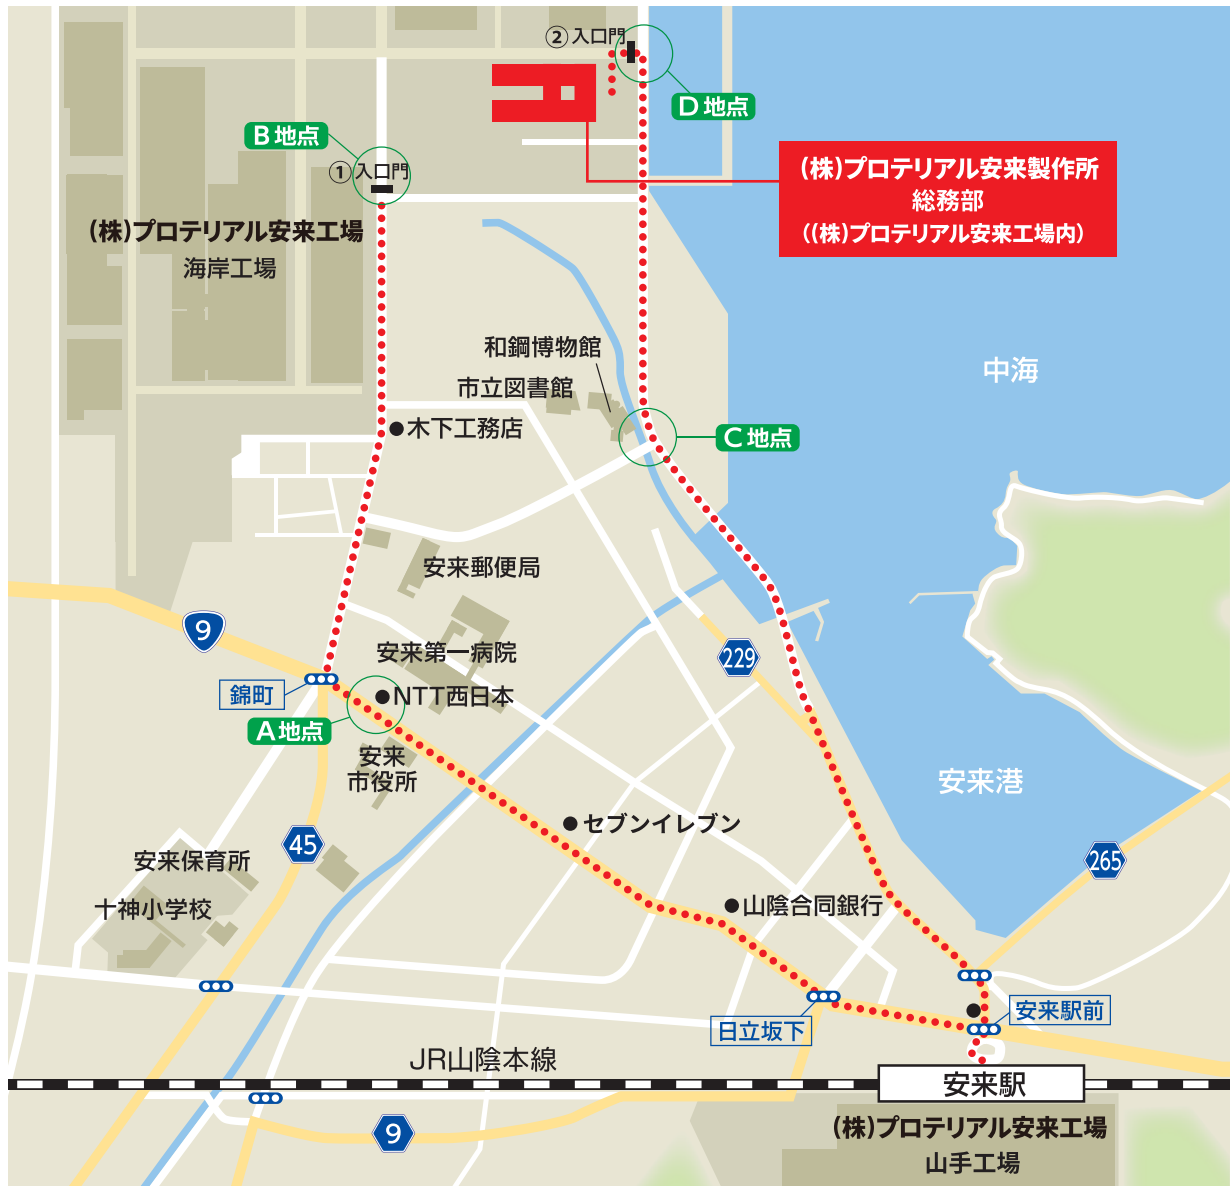 ②入口門
D地点
B地点
①入口門
(株)プロテリアル安来製作所
総務部
((株)プロテリアル安来工場内)
(株)プロテリアル安来工場
海岸工場
和鋼博物館
市立図書館
中海
木下工務店
C地点
安来郵便局
9
安来第一病院
229
錦町
NTT西日本
A地点
安来
市役所
安来港
セブンイレブン
45
安来保育所
265
十神小学校
山陰合同銀行
安来駅前
日立坂下
JR山陰本線
安来駅
9
(株)プロテリアル安来工場
山手工場